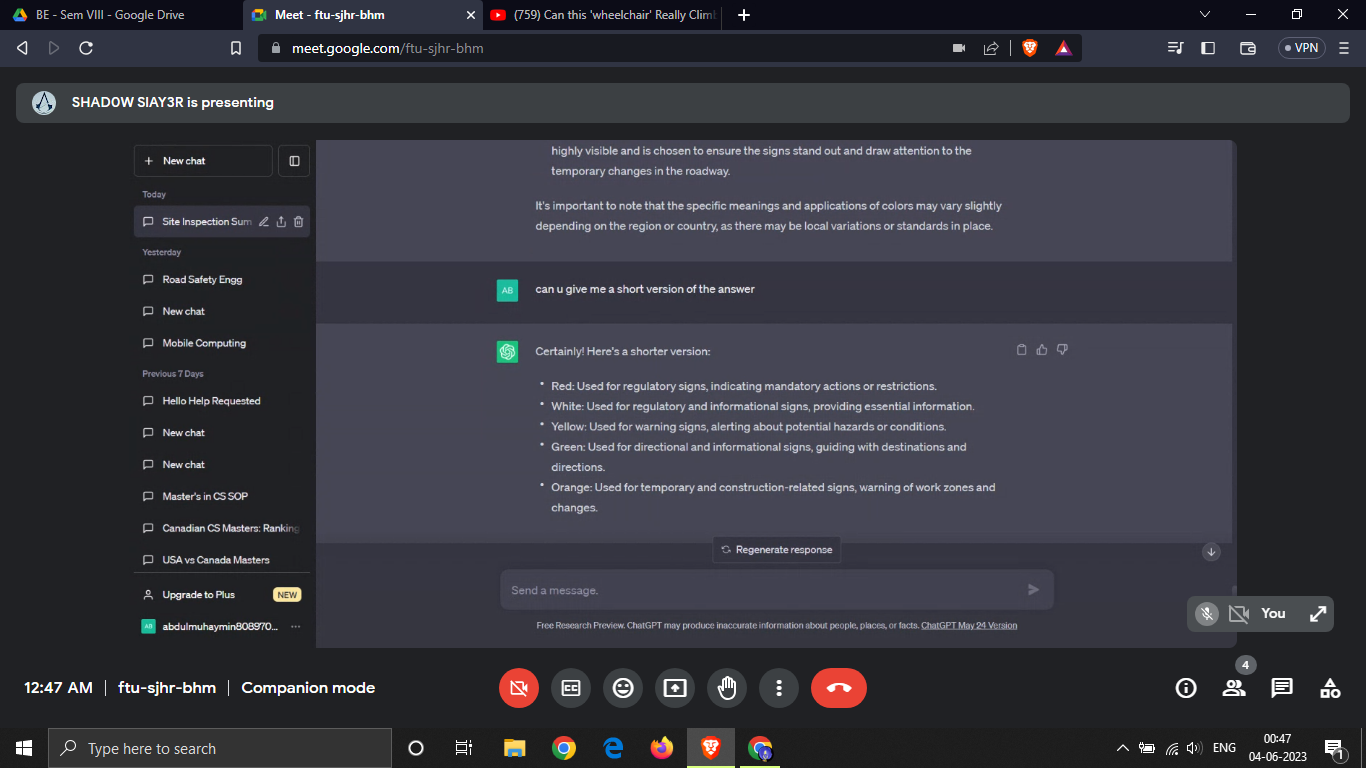 BE - Sem VIII - Google Drive
Meet - ftu-sjhr-bhm
(759) Can this 'wheelchair' Really Climb
meet.google.com/ftu-sjhr-bhm
VPN
SHAD0W SlAY3R is presenting
New chat
Today
Site Inspection Sum
Yesterday
Road Safety Engg
New chat
Mobile Computing
Previous 7 Days
Hello Help Requested
New chat
New chat
Master's in CS SOP
Canadian CS Masters: Ranking
USA vs Canada Masters
Upgrade to Plus NEW
AB abdulmuhaymin808970...
highly visible and is chosen to ensure the signs stand out and draw attention to the
temporary changes in the roadway.
It's important to note that the specific meanings and applications of colors may vary slightly
depending on the region or country, as there may be local variations or standards in place.
AB can u give me a short version of the answer
Certainly! Here's a shorter version:
• Red: Used for regulatory signs, indicating mandatory actions or restrictions.
• White: Used for regulatory and informational signs, providing essential information.
• Yellow: Used for warning signs, alerting about potential hazards or conditions.
• Green: Used for directional and informational signs, guiding with destinations and
directions.
• Orange: Used for temporary and construction-related signs, warning of work zones and
changes.
Regenerate response
Send a message.
Free Research Preview. ChatGPT may produce inaccurate information about people, places, or facts. ChatGPT May 24 Version
You
12:47 AM | ftu-sjhr-bhm | Companion mode
CC
4
Type here to search
ENG
00:47
04-06-2023
1